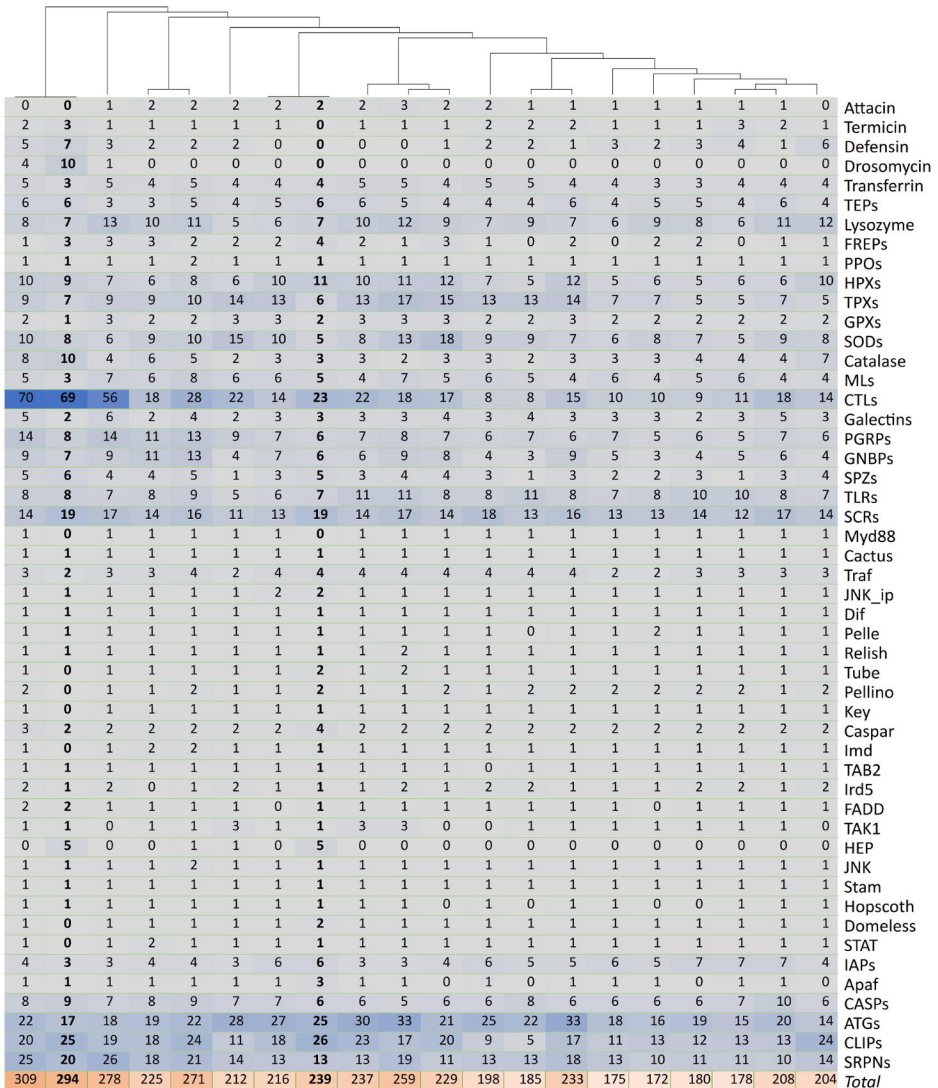 0 0 1 2 2 2 2 2 2 3 2 2 1 1 1 1 1 1 1 0 Attacin
2 3 1 1 1 1 1 0 1 1 1 2 2 2 1 1 1 3 2 1 Termicin
5 7 3 2 2 2 0 0 0 0 1 2 2 1 3 2 3 4 1 6 Defensin
4 10 1 0 0 0 0 0 0 0 0 0 0 0 0 0 0 0 0 0 Drosomycin
5 3 5 4 5 4 4 4 5 5 4 5 5 4 4 3 3 4 4 4 Transferrin
6 6 3 3 5 4 5 6 6 5 4 4 4 6 4 5 5 4 6 4 TEPs
8 7 13 10 11 5 6 7 10 12 9 7 9 7 6 9 8 6 11 12 Lysozyme
1 3 3 3 2 2 2 4 2 1 3 1 0 2 0 2 2 0 1 1 FREPs
1 1 1 1 2 1 1 1 1 1 1 1 1 1 1 1 1 1 1 1 PPOs
10 9 7 6 8 6 10 11 10 11 12 7 5 12 5 6 5 6 6 10 HPXs
9 7 9 9 10 14 13 6 13 17 15 13 13 14 7 7 5 5 7 5 TPXs
2 1 3 2 2 3 3 2 3 3 3 2 2 3 2 2 2 2 2 2 GPXs
10 8 6 9 10 15 10 5 8 13 18 9 9 7 6 8 7 5 9 8 SODs
8 10 4 6 5 2 3 3 3 2 3 3 2 3 3 3 4 4 4 7 Catalase
5 3 7 6 8 6 6 5 4 7 5 6 5 4 6 4 5 6 4 4 MLs
70 69 56 18 28 22 14 23 22 18 17 8 8 15 10 10 9 11 18 14 CTLs
5 2 6 2 4 2 3 3 3 4 3 4 3 3 3 2 2 3 5 3 Galectins
14 8 14 11 13 9 7 6 7 8 7 6 7 6 7 5 6 5 7 6 PGRPs
9 7 9 11 13 4 7 6 6 9 8 4 3 9 5 3 4 5 6 4 GNBPs
5 6 4 4 5 1 3 5 3 4 4 3 1 3 2 2 3 1 3 4 SPZs
8 8 7 8 9 5 6 7 11 11 8 8 11 8 7 8 10 10 8 7 TLRs
14 19 17 14 16 11 13 19 14 17 14 18 13 16 13 13 14 12 17 14 SCRs
1 0 1 1 1 1 1 0 1 1 1 1 1 1 1 1 1 1 1 1 Myd88
1 1 1 1 1 1 1 1 1 1 1 1 1 1 1 1 1 1 1 1 Cactus
3 2 3 3 4 2 4 4 4 4 4 4 4 4 2 2 3 3 3 3 Traf
1 1 1 1 1 1 2 2 1 1 1 1 1 1 1 1 1 1 1 1 JNK_ip
1 1 1 1 1 1 1 1 1 1 1 1 1 1 1 1 1 1 1 1 Dif
1 1 1 1 1 1 1 1 1 1 1 1 0 1 1 2 1 1 1 1 Pelle
1 1 1 1 1 1 1 1 1 2 1 1 1 1 1 1 1 1 1 1 Relish
1 0 1 1 1 1 1 2 1 2 1 1 1 1 1 1 1 1 1 1 Tube
2 0 1 1 2 1 1 2 1 1 2 1 2 2 2 2 2 2 1 2 Pellino
1 0 1 1 1 1 1 1 1 1 1 1 1 1 1 1 1 1 1 1 Key
3 2 2 2 2 2 2 4 2 2 2 2 2 2 2 2 2 2 2 2 Caspar
1 0 1 2 2 1 1 1 1 1 1 1 1 1 1 1 1 1 1 1 Imd
1 1 1 1 1 1 1 1 1 1 1 0 1 1 1 1 1 1 1 1 TAB2
2 1 2 0 1 2 1 1 1 2 1 2 2 1 1 1 2 2 1 2 Ird5
2 2 1 1 1 1 0 1 1 1 1 1 1 1 1 0 1 1 1 1 FADD
1 1 0 1 1 3 1 1 3 3 0 0 1 1 1 1 1 1 1 0 TAK1
0 5 0 0 0 1 1 5 0 0 0 0 0 0 0 0 0 0 0 0 HEP
1 1 1 1 2 1 1 1 1 1 1 1 1 1 1 1 1 1 1 1 JNK
1 1 1 1 1 1 1 1 1 1 1 1 1 1 1 1 1 1 1 1 Stam
1 1 1 1 1 1 1 1 1 1 0 1 0 1 0 0 1 1 1 1 Hopscoth
1 0 1 1 1 1 1 2 1 1 1 1 1 1 1 1 1 1 1 1 Domeless
1 0 1 2 1 1 1 1 1 1 1 1 1 1 1 1 1 1 1 1 STAT
4 3 3 4 4 3 6 6 3 3 4 6 5 5 6 5 7 7 7 4 IAPs
1 1 1 1 1 1 1 3 1 1 0 1 0 1 1 1 0 1 1 0 Apaf
8 9 7 8 9 7 7 6 6 5 6 6 8 6 6 6 6 7 10 6 CASPs
22 17 18 19 22 28 27 25 30 33 21 25 22 33 18 16 19 15 20 14 ATGs
20 25 19 18 24 11 18 26 23 17 20 9 5 17 11 13 12 13 13 24 CLIPs
25 20 26 18 21 14 13 13 13 19 11 13 13 18 13 10 11 11 10 14 SRPNs
309 294 278 225 271 212 216 239 237 259 229 198 185 233 175 172 180 178 208 204 Total